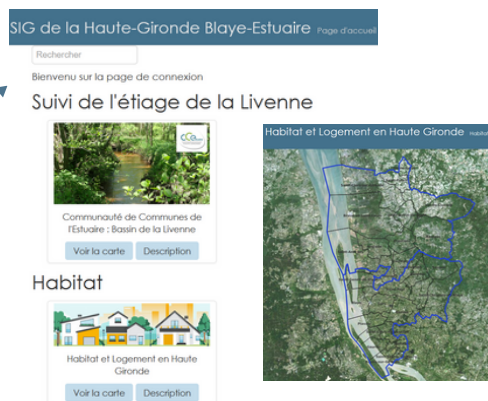 SIG de la Haute-Gironde Blaye-Estuaire Page d'accueil
Rechercher
Bienvenu sur la page de connexion
Suivi de l'étiage de la Livenne
CCE
Communauté de Communes de
l'Estuaire : Bassin de la Livenne
Voir la carte Description
Habitat
Habitat et Logement en Haute
Gironde
Voir la carte Description
Habitat et Logement en Haute Gironde Habitat